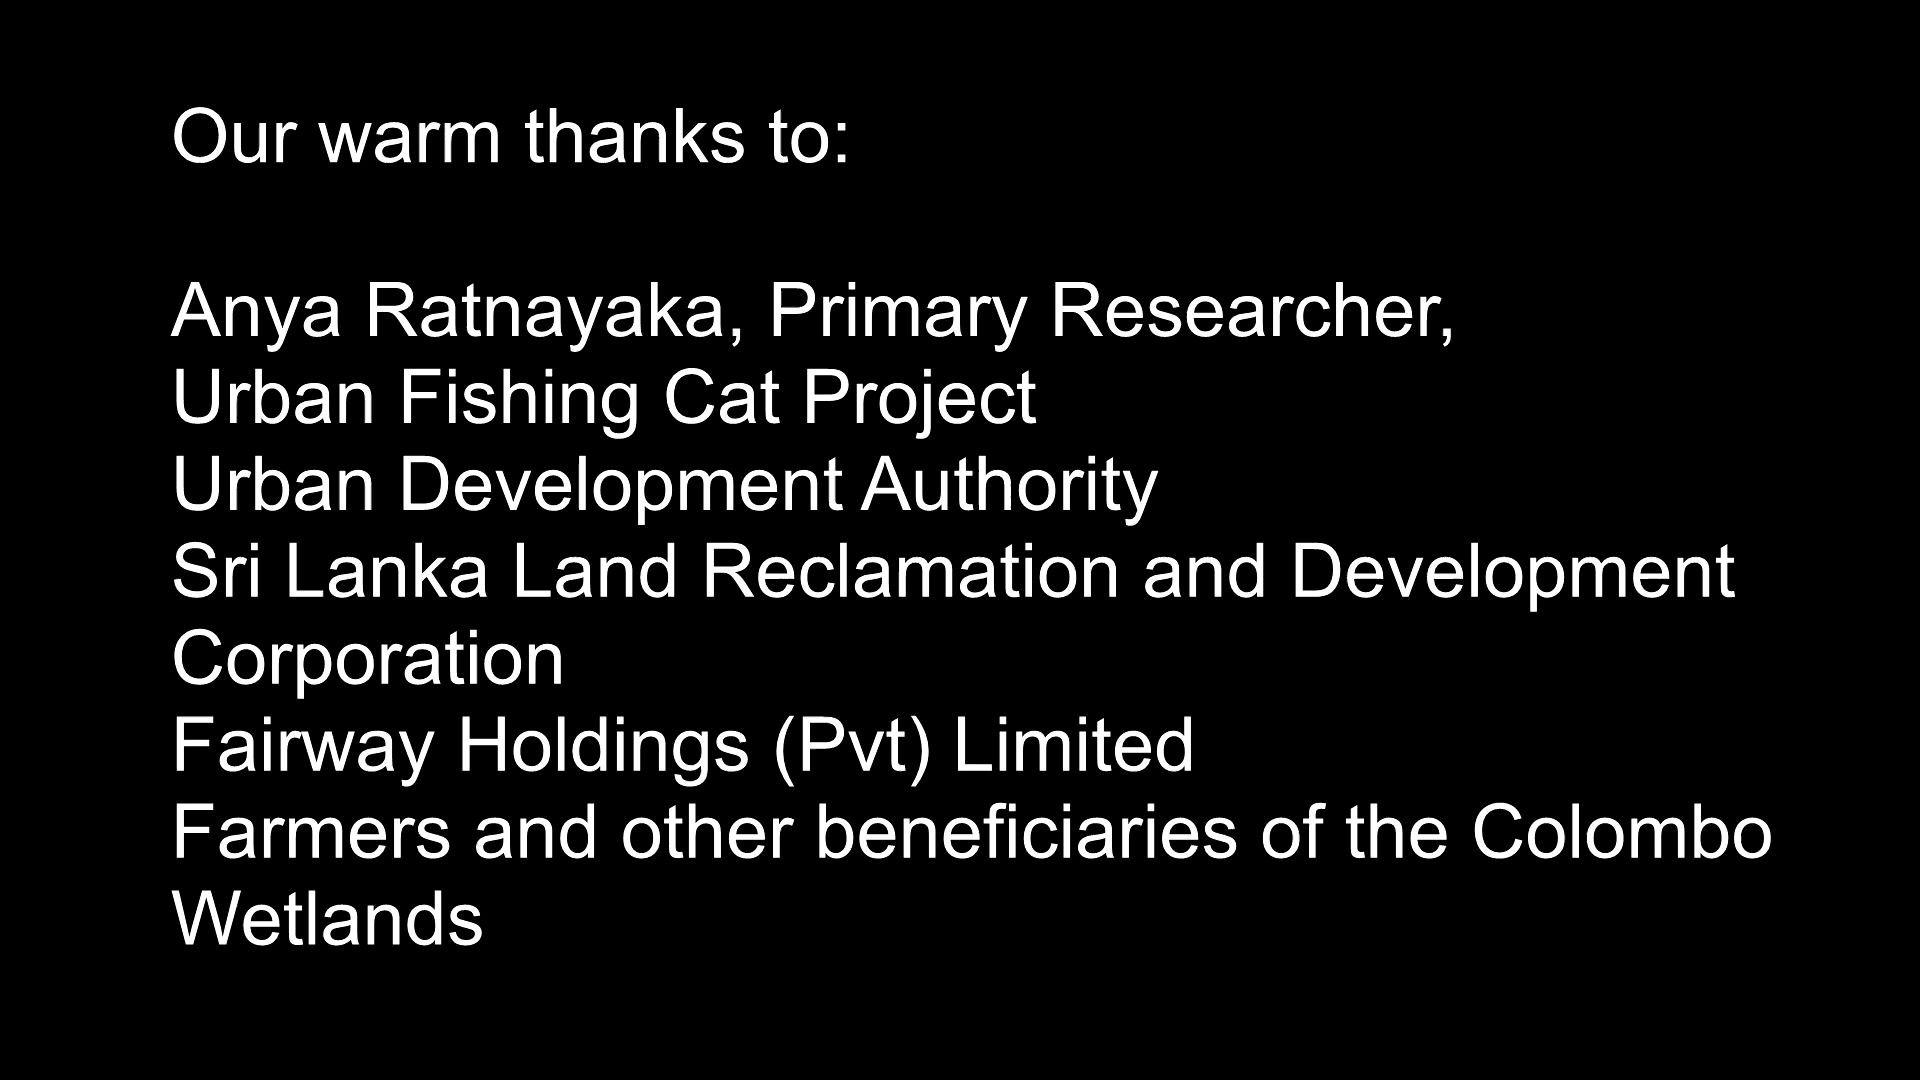 Our warm thanks to:
Anya Ratnayaka, Primary Researcher,
Urban Fishing Cat Project
Urban Development Authority
Sri Lanka Land Reclamation and Development
Corporation
Fairway Holdings (Pvt) Limited
Farmers and other beneficiaries of the Colombo
Wetlands